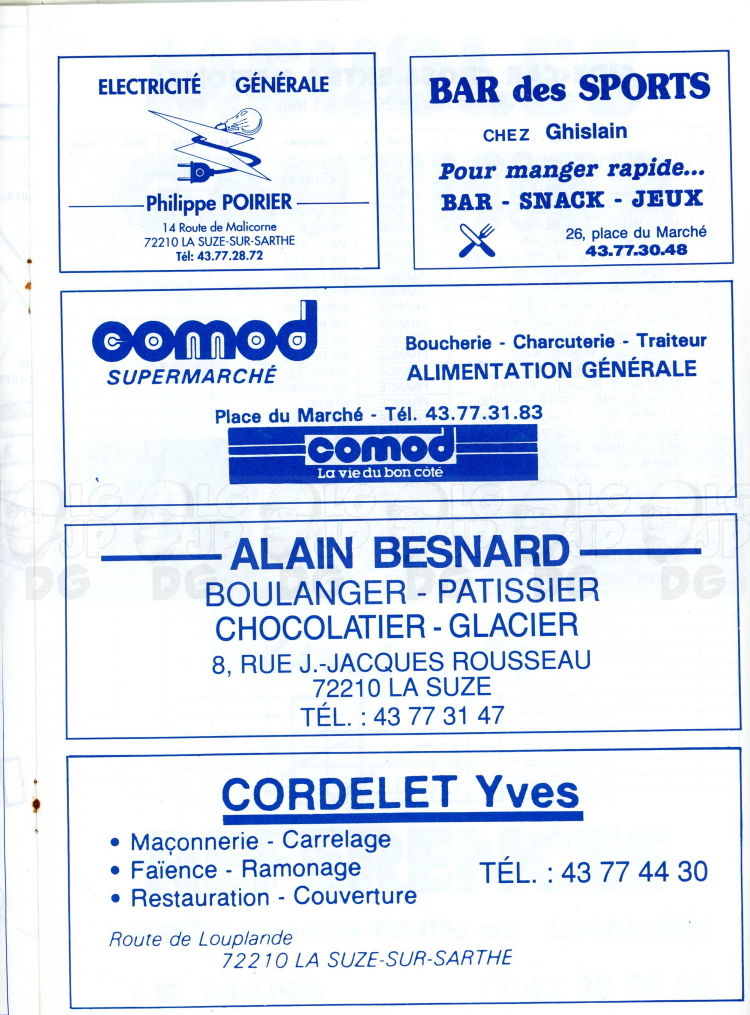 ELECTRICITÉ GÉNÉRALE
Philippe POIRIER
14 Route de Malicorne
72210 LA SUZE-SUR-SARTHE
Tél: 43.77.28.72
BAR des SPORTS
CHEZ Ghislain
Pour manger rapide...
BAR - SNACK - JEUX
26, place du Marché
43.77.30.48
comod
SUPERMARCHÉ
Boucherie - Charcuterie - Traiteur
ALIMENTATION GÉNÉRALE
Place du Marché - Tél. 43.77.31.83
comod
La vie du bon côté
ALAIN BESNARD
BOULANGER - PATISSIER
CHOCOLATIER - GLACIER
8, RUE J.-JACQUES ROUSSEAU
72210 LA SUZE
TÉL. : 43 77 31 47
CORDELET Yves
• Maçonnerie - Carrelage
• Faïence - Ramonage
• Restauration - Couverture
TÉL. : 43 77 44 30
Route de Louplande
72210 LA SUZE-SUR-SARTHE